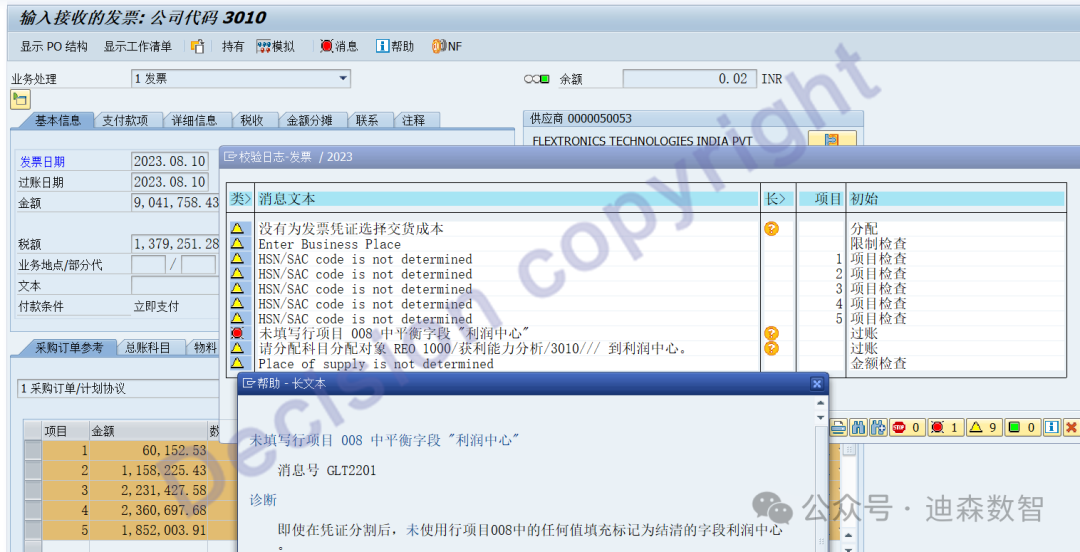 输入接收的发票: 公司代码 3010
显示 PO 结构 显示工作清单 持有 模拟 消息 帮助 NF
业务处理 1 发票 余额 0.02 INR
基本信息 支付款项 详细信息 税收 金额分摊 联系 注释
供应商 0000050053
FLEXTRONICS TECHNOLOGIES INDIA PVT
发票日期 2023.08.10
过账日期 2023.08.10
金额 9,041,758.43
税额 1,379,251.28
业务地点/部分代 /
文本
付款条件 立即支付
校验日志-发票 / 2023
类> 消息文本 长> 项目 初始
没有为发票凭证选择交货成本 分配
Enter Business Place 限制检查
HSN/SAC code is not determined 1 项目检查
HSN/SAC code is not determined 2 项目检查
HSN/SAC code is not determined 3 项目检查
HSN/SAC code is not determined 4 项目检查
HSN/SAC code is not determined 5 项目检查
未填写行项目 008 中平衡字段 "利润中心" 过账
请分配科目分配对象 REO 1000/获利能力分析/3010/// 到利润中心。 过账
Place of supply is not determined 金额检查
采购订单参考 总账科目 物料
1 采购订单/计划协议
项目 金额 数
1 60,152.53
2 1,158,225.43
3 2,231,427.58
4 2,360,697.68
5 1,852,003.91
STOP 0 1 9 0
帮助 - 长文本
未填写行项目 008 中平衡字段 "利润中心"
消息号 GLT2201
诊断
即使在凭证分割后，未使用行项目008中的任何值填充标记为结清的字段利润中心
。
Decision copyright
公众号 · 迪森数智